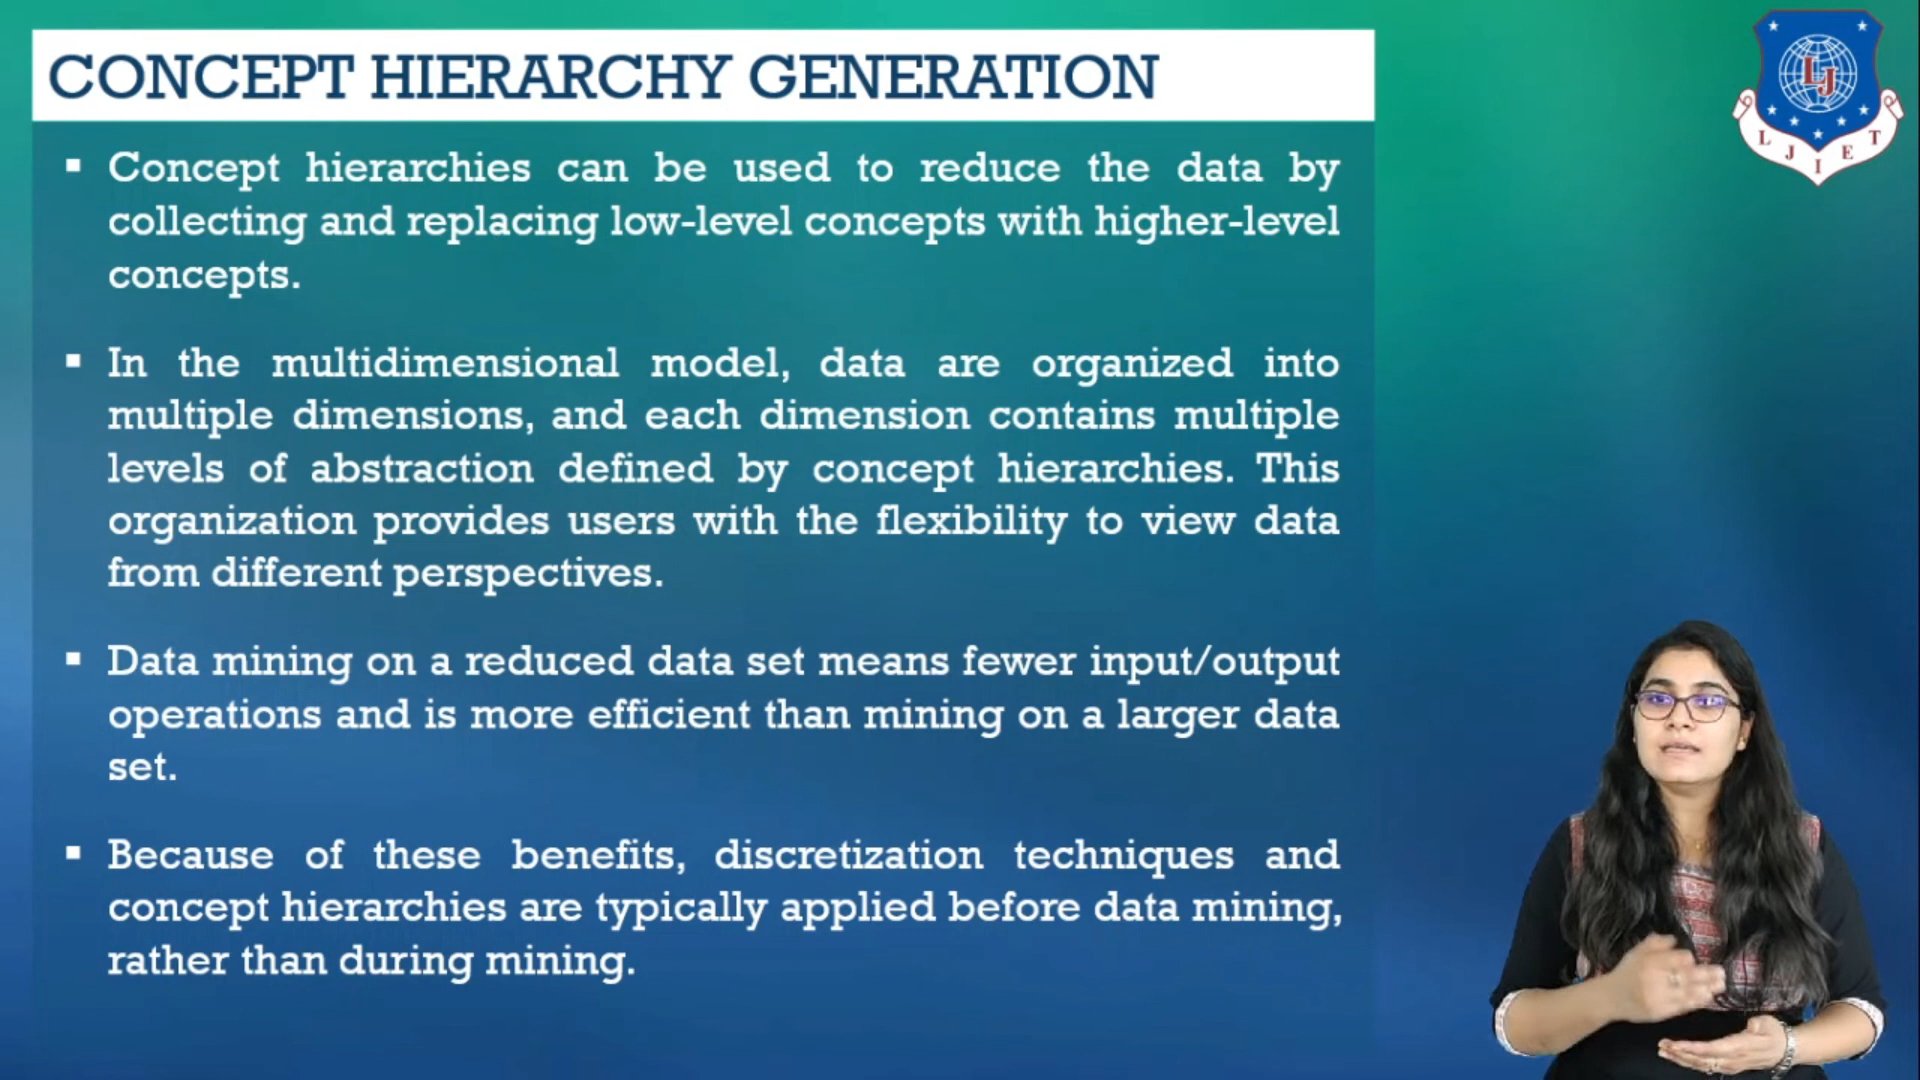 CONCEPT HIERARCHY GENERATION
▪ Concept hierarchies can be used to reduce the data by
collecting and replacing low-level concepts with higher-level
concepts.
▪ In the multidimensional model, data are organized into
multiple dimensions, and each dimension contains multiple
levels of abstraction defined by concept hierarchies. This
organization provides users with the flexibility to view data
from different perspectives.
▪ Data mining on a reduced data set means fewer input/output
operations and is more efficient than mining on a larger data
set.
▪ Because of these benefits, discretization techniques and
concept hierarchies are typically applied before data mining,
rather than during mining.
LJ
L J I E T